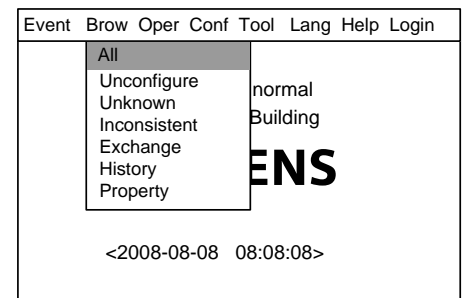 Event Brow Oper Conf Tool Lang Help Login
All
Unconfigure
Unknown
Inconsistent
Exchange
History
Property
normal
Building
ENS
<2008-08-08 08:08:08>